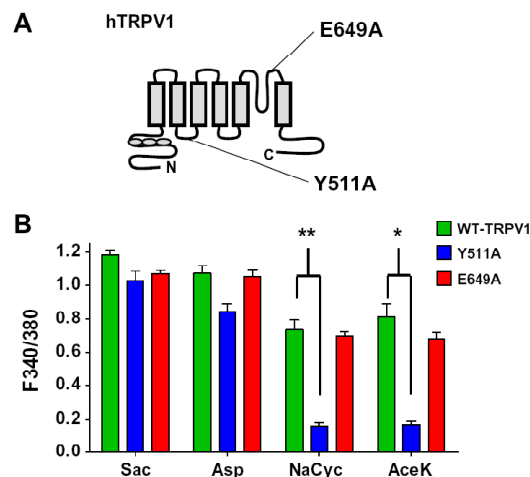 A
hTRPV1
E649A
N
C
Y511A
B
** *
WT-TRPV1
Y511A
E649A
F340/380
1.2
1.0
0.8
0.6
0.4
0.2
0.0
Sac Asp NaCyc AceK